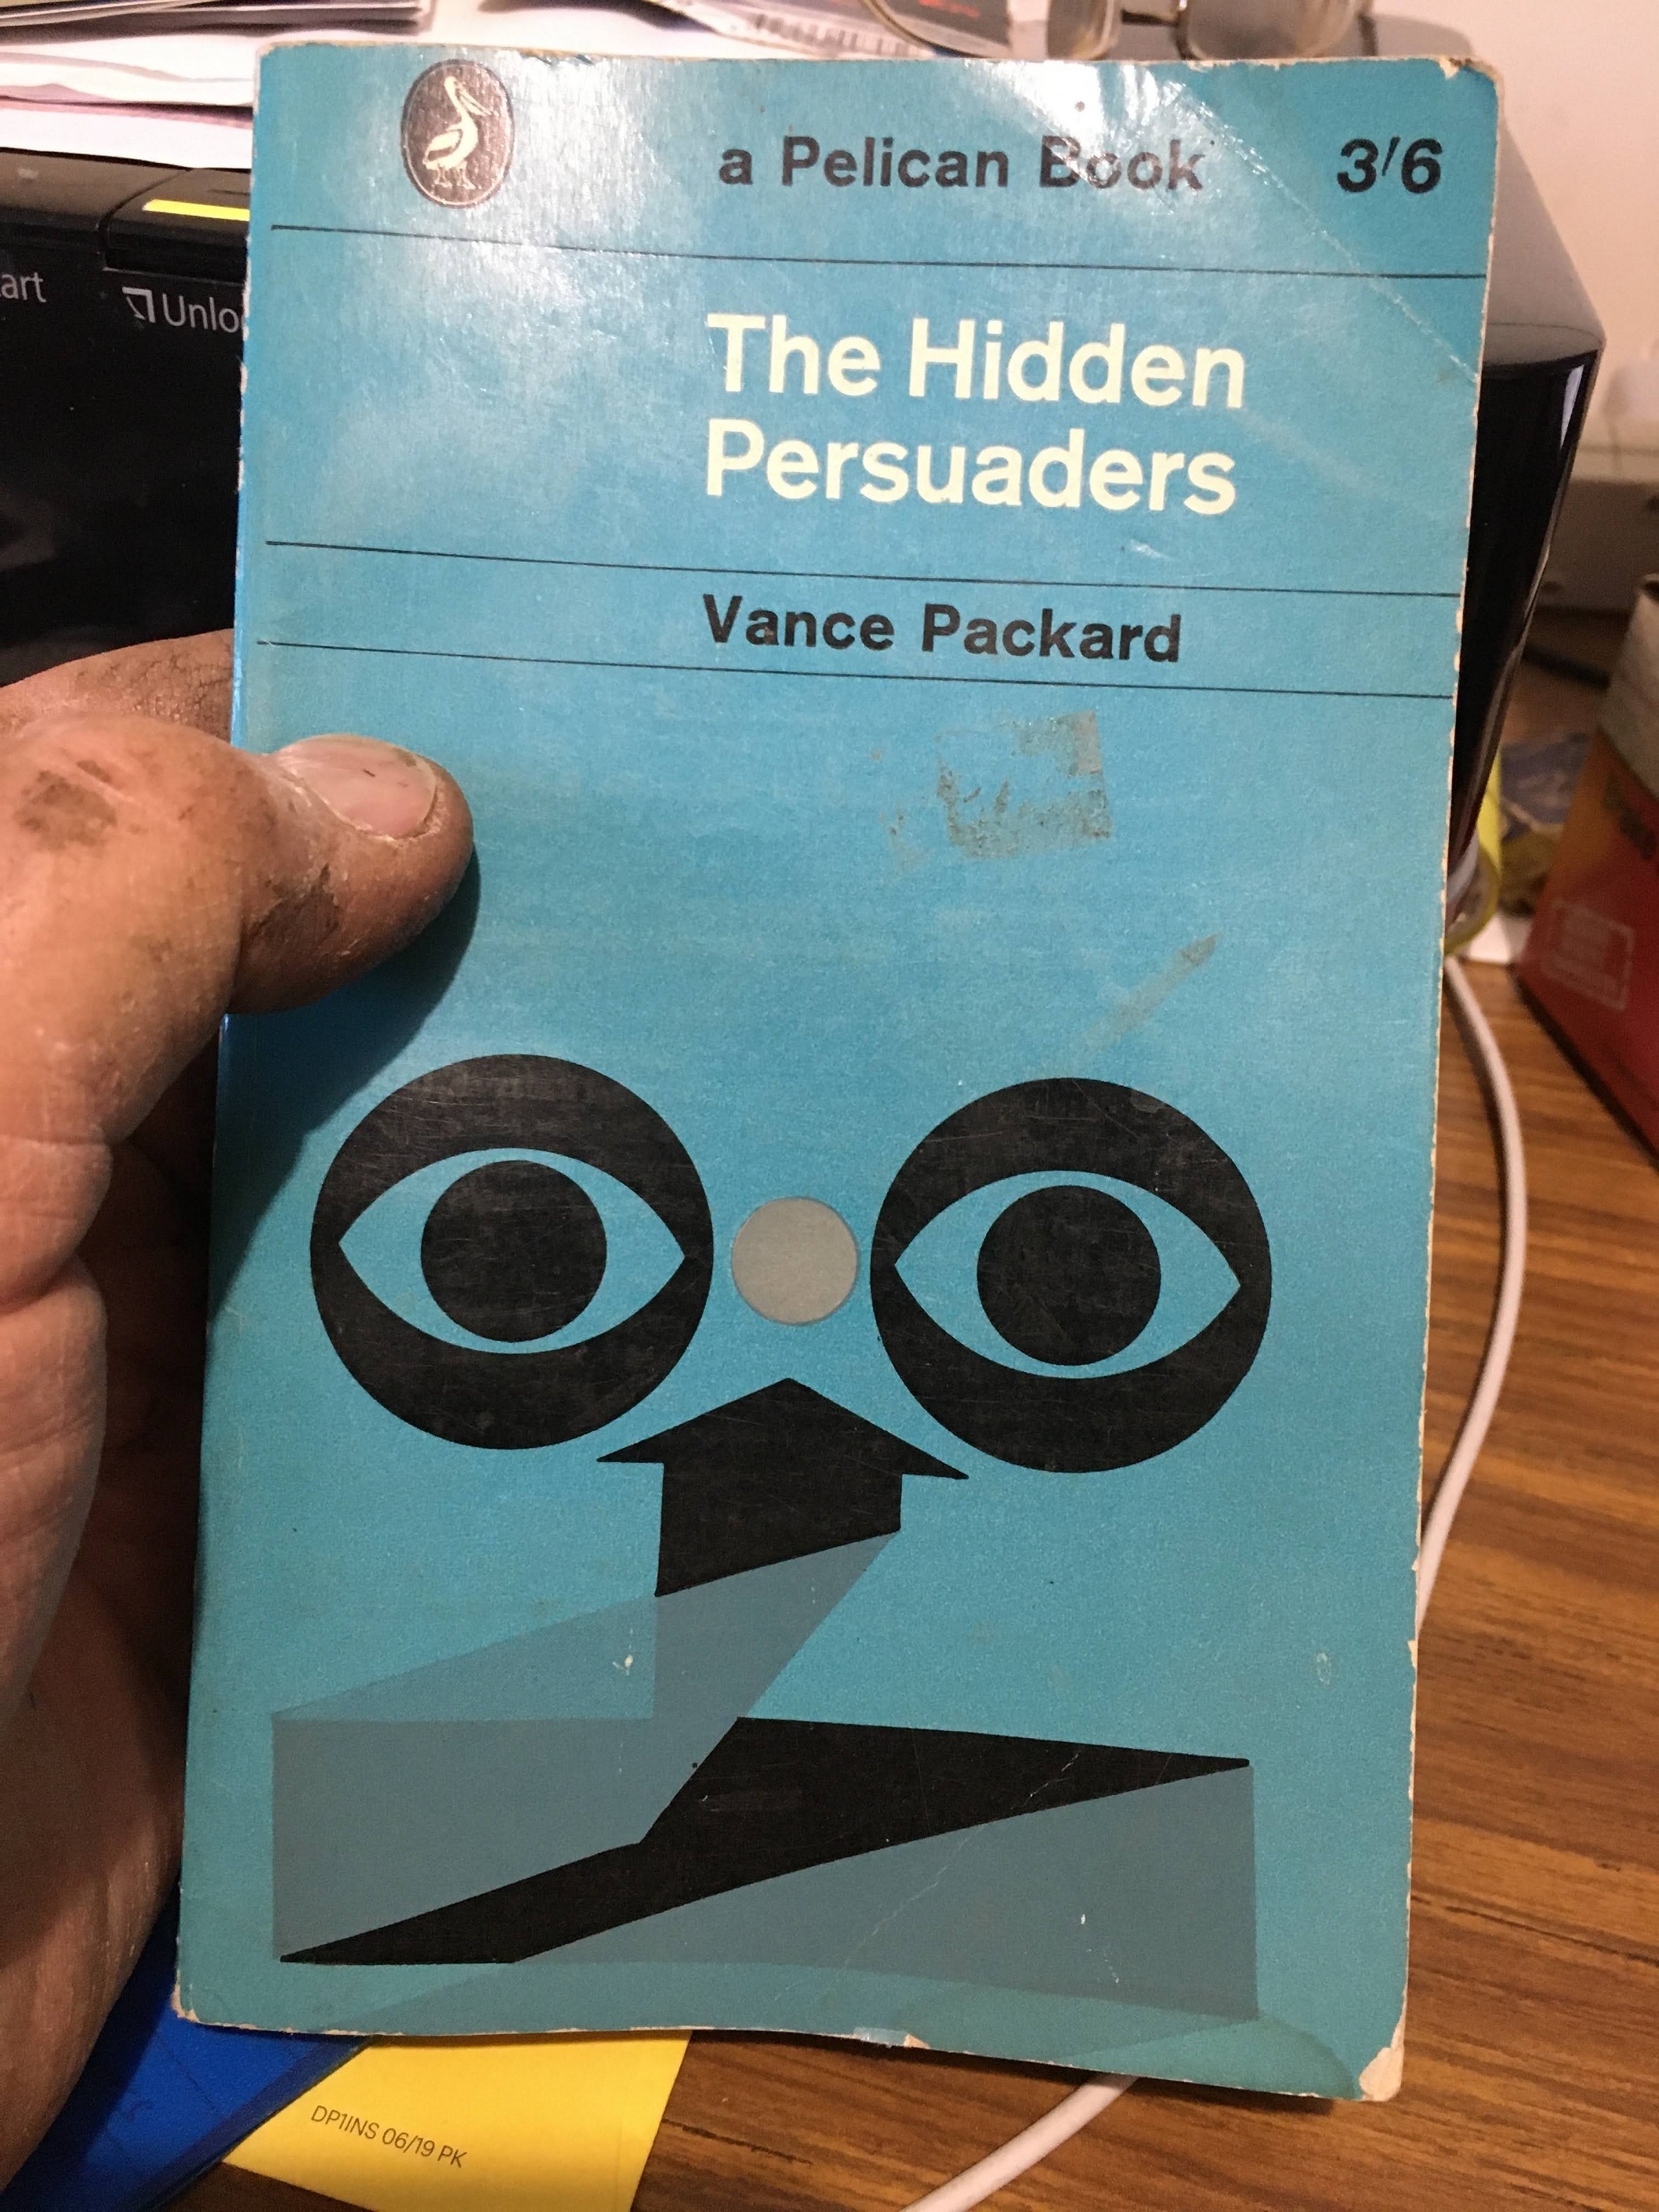 a Pelican Book 3'6
The Hidden
Persuaders
Vance Packard
DP1INS 06/19 PK